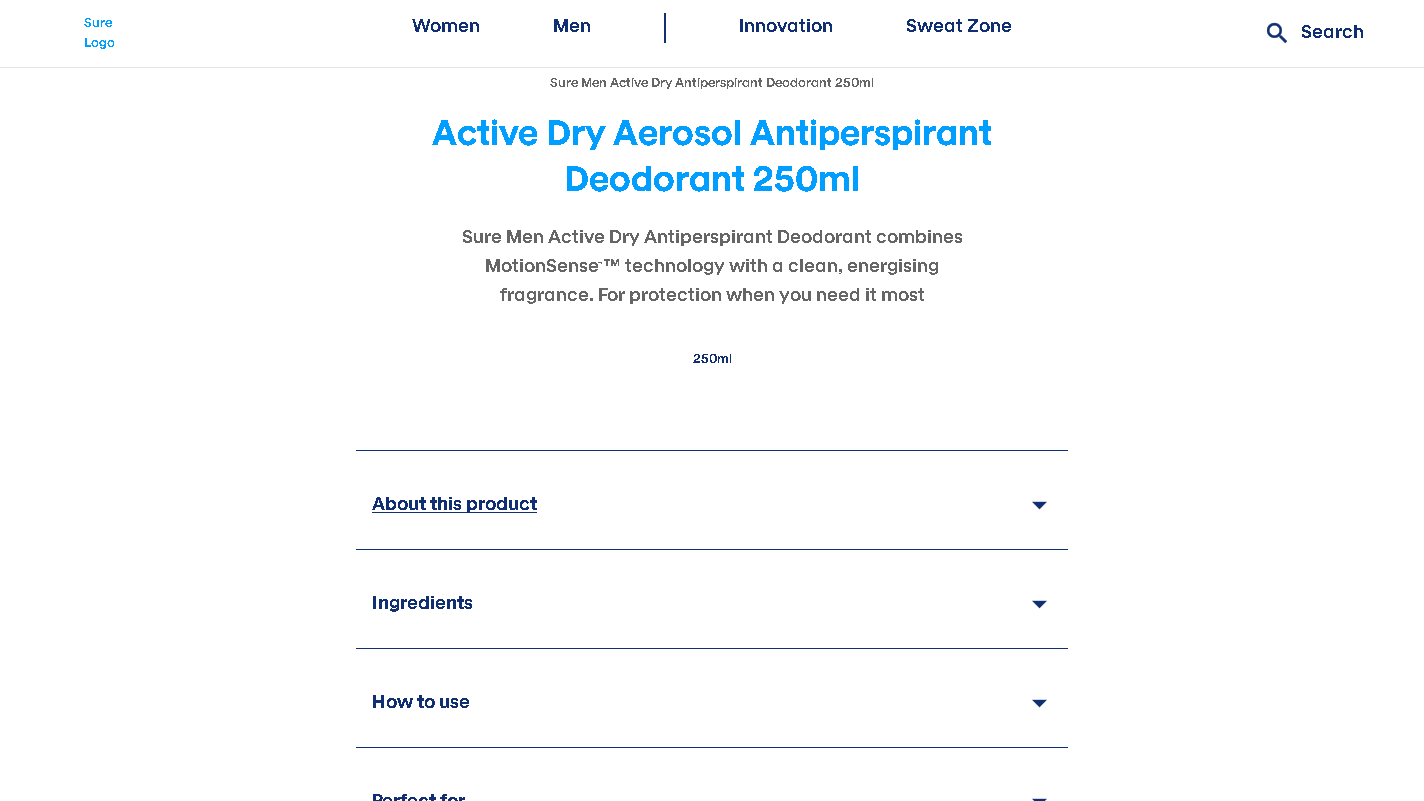 Sure
Logo
Women
Men
Innovation
Sweat Zone
Search
Sure Men Active Dry Antiperspirant Deodorant 250ml
Active Dry Aerosol Antiperspirant
Deodorant 250ml
Sure Men Active Dry Antiperspirant Deodorant combines
MotionSense™ technology with a clean, energising
fragrance. For protection when you need it most
250ml
About this product
Ingredients
How to use
Perfect for